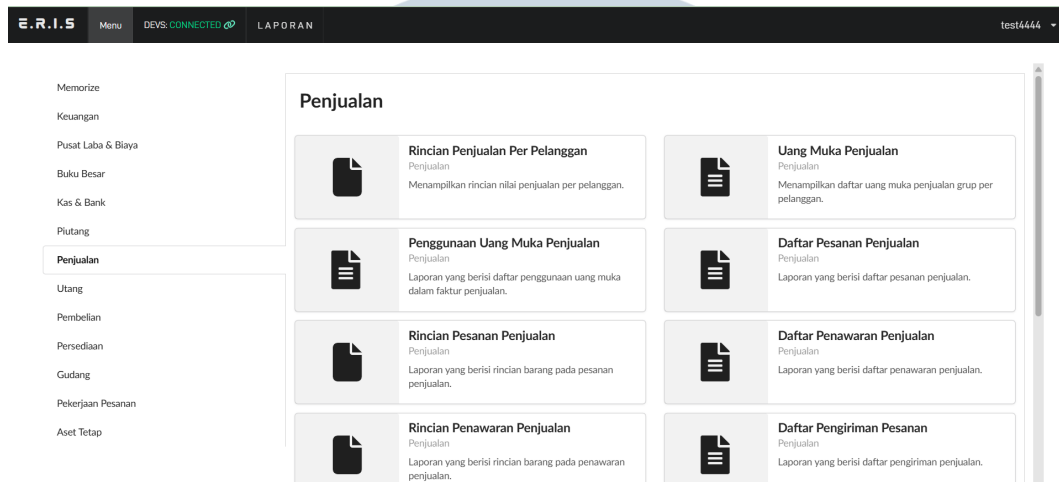 E.R.I.S Menu DEVS: CONNECTED LAPORAN test4444
Memorize
Keuangan
Pusat Laba & Biaya
Buku Besar
Kas & Bank
Piutang
Penjualan
Utang
Pembelian
Persediaan
Gudang
Pekerjaan Pesanan
Aset Tetap
Penjualan
Rincian Penjualan Per Pelanggan
Penjualan
Menampilkan rincian nilai penjualan per pelanggan.
Uang Muka Penjualan
Penjualan
Menampilkan daftar uang muka penjualan grup per
pelanggan.
Penggunaan Uang Muka Penjualan
Penjualan
Laporan yang berisi daftar penggunaan uang muka
dalam faktur penjualan.
Daftar Pesanan Penjualan
Penjualan
Laporan yang berisi daftar pesanan penjualan.
Rincian Pesanan Penjualan
Penjualan
Laporan yang berisi rincian barang pada pesanan
penjualan.
Daftar Penawaran Penjualan
Penjualan
Laporan yang berisi daftar penawaran penjualan.
Rincian Penawaran Penjualan
Penjualan
Laporan yang berisi rincian barang pada penawaran
penjualan.
Daftar Pengiriman Pesanan
Penjualan
Laporan yang berisi daftar pengiriman penjualan.